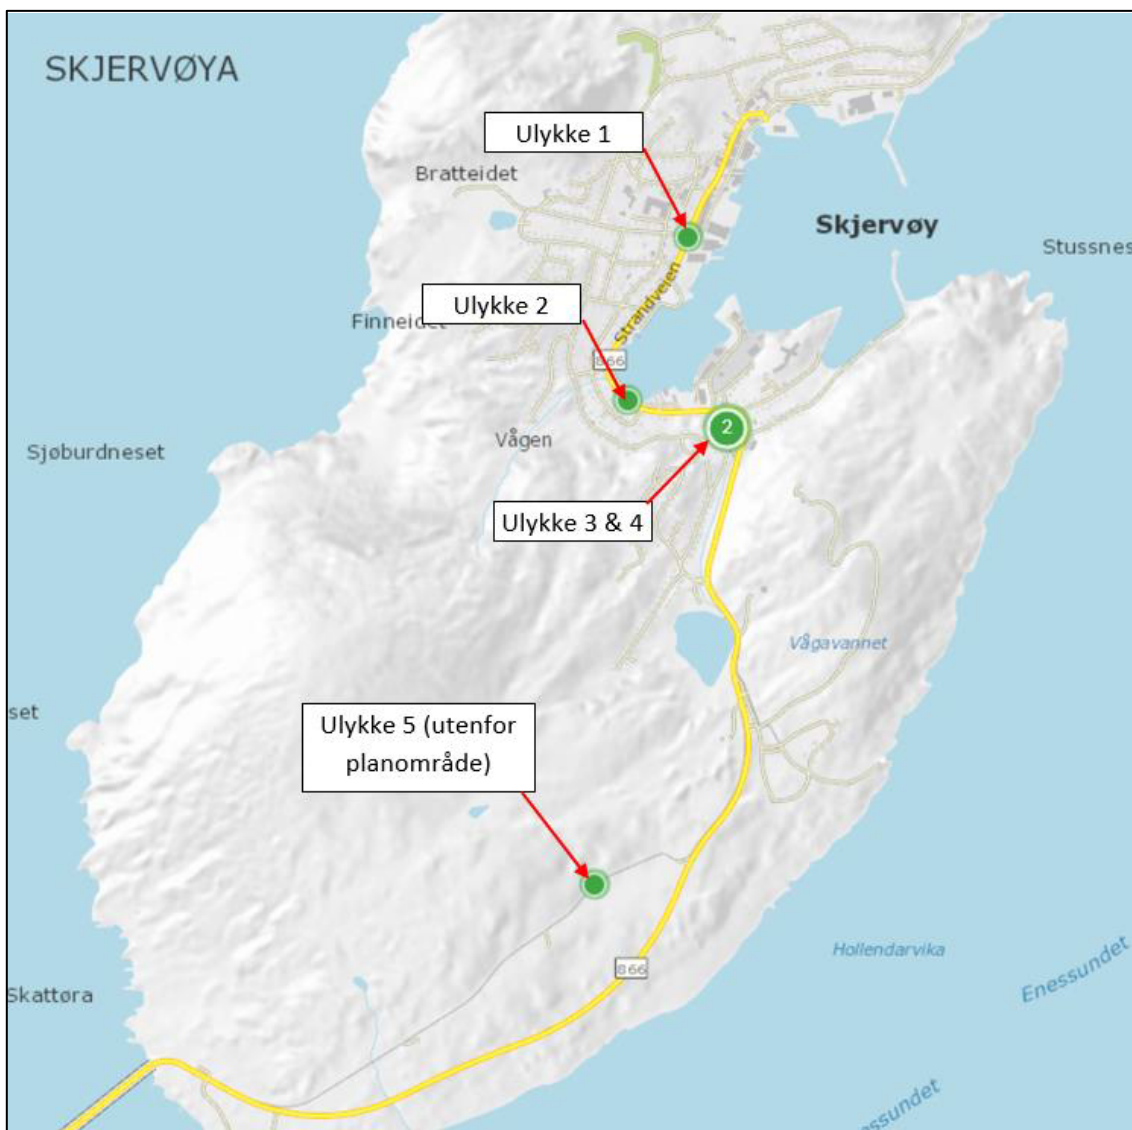 SKJERVØYA
Ulykke 1
Bratteidet
Skjervøy
Stussnes
Ulykke 2
Strandveien
Finneidet
866
2
Vågen
Sjøburdneset
Ulykke 3 & 4
Vågavannet
set
Ulykke 5 (utenfor
planområde)
Hollendarvika
Enessundet
866
Skattøra
essundet